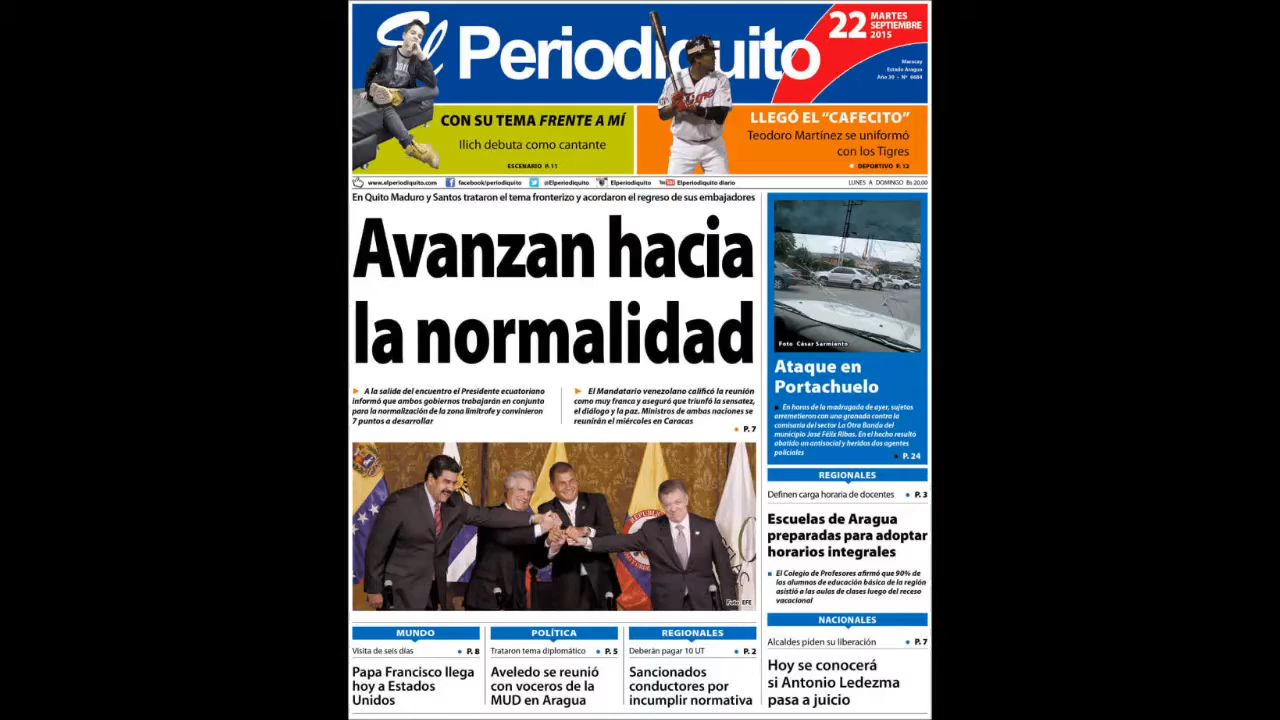 El Periodiquito
22 MARTES
SEPTIEMBRE
2015
Maracay
Estado Aragua
Año 30 - Nº 6684
CON SU TEMA FRENTE A MÍ
Ilich debuta como cantante
ESCENARIO P. 11
LLEGÓ EL “CAFECITO”
Teodoro Martínez se uniformó
con los Tigres
DEPORTIVO P. 12
www.elperiodiquito.com facebook/periodiquito @Elperiodiquito Elperiodiquito Elperiodiquito diario LUNES A DOMINGO Bs 20,00
En Quito Maduro y Santos trataron el tema fronterizo y acordaron el regreso de sus embajadores
Avanzan hacia
la normalidad
A la salida del encuentro el Presidente ecuatoriano
informó que ambos gobiernos trabajarán en conjunto
para la normalización de la zona limítrofe y convinieron
7 puntos a desarrollar
El Mandatario venezolano calificó la reunión
como muy franca y aseguró que triunfó la sensatez,
el diálogo y la paz. Ministros de ambas naciones se
reunirán el miércoles en Caracas
P. 7
Foto: EFE
Foto César Sarmiento
Ataque en
Portachuelo
En horas de la madrugada de ayer, sujetos
arremetieron con una granada contra la
comisaría del sector La Otra Banda del
municipio José Félix Ribas. En el hecho resultó
abatido un antisocial y heridos dos agentes
policiales
P. 24
REGIONALES
Definen carga horaria de docentes P. 3
Escuelas de Aragua
preparadas para adoptar
horarios integrales
El Colegio de Profesores afirmó que 90% de
los alumnos de educación básica de la región
asistió a las aulas de clases luego del receso
vacacional
NACIONALES
Alcaldes piden su liberación P. 7
Hoy se conocerá
si Antonio Ledezma
pasa a juicio
MUNDO
Visita de seis días P. 8
Papa Francisco llega
hoy a Estados
Unidos
POLÍTICA
Trataron tema diplomático P. 5
Aveledo se reunió
con voceros de la
MUD en Aragua
REGIONALES
Deberán pagar 10 UT P. 2
Sancionados
conductores por
incumplir normativa